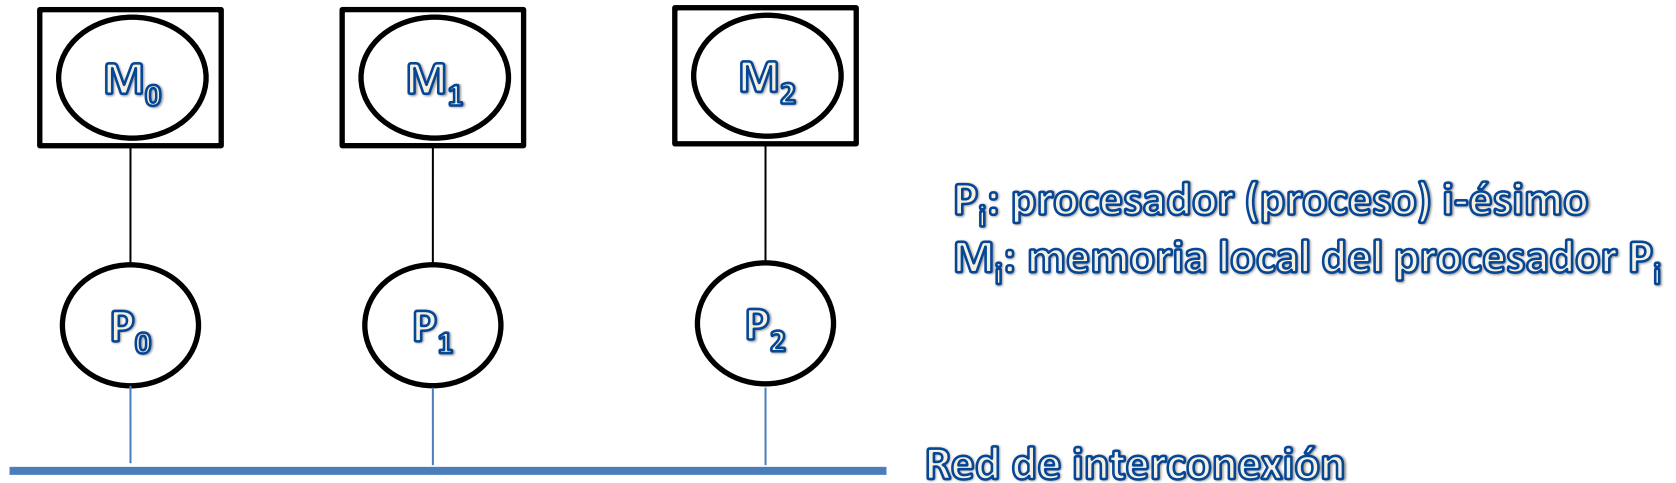 M₀ M₁ M₂
Pᵢ: procesador (proceso) i-ésimo
Mᵢ: memoria local del procesador Pᵢ
P₀ P₁ P₂
Red de interconexión